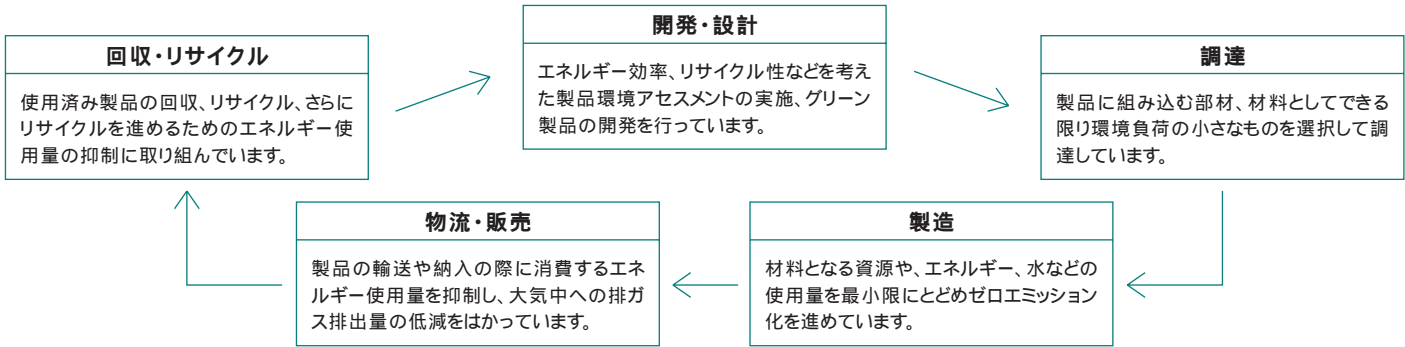 開発・設計
エネルギー効率、リサイクル性などを考え
た製品環境アセスメントの実施、グリーン
製品の開発を行っています。
調達
製品に組み込む部材、材料としてできる
限り環境負荷の小さなものを選択して調
達しています。
製造
材料となる資源や、エネルギー、水などの
使用量を最小限にとどめゼロエミッション
化を進めています。
物流・販売
製品の輸送や納入の際に消費するエネ
ルギー使用量を抑制し、大気中への排ガ
ス排出量の低減をはかっています。
回収・リサイクル
使用済み製品の回収、リサイクル、さらに
リサイクルを進めるためのエネルギー使
用量の抑制に取り組んでいます。